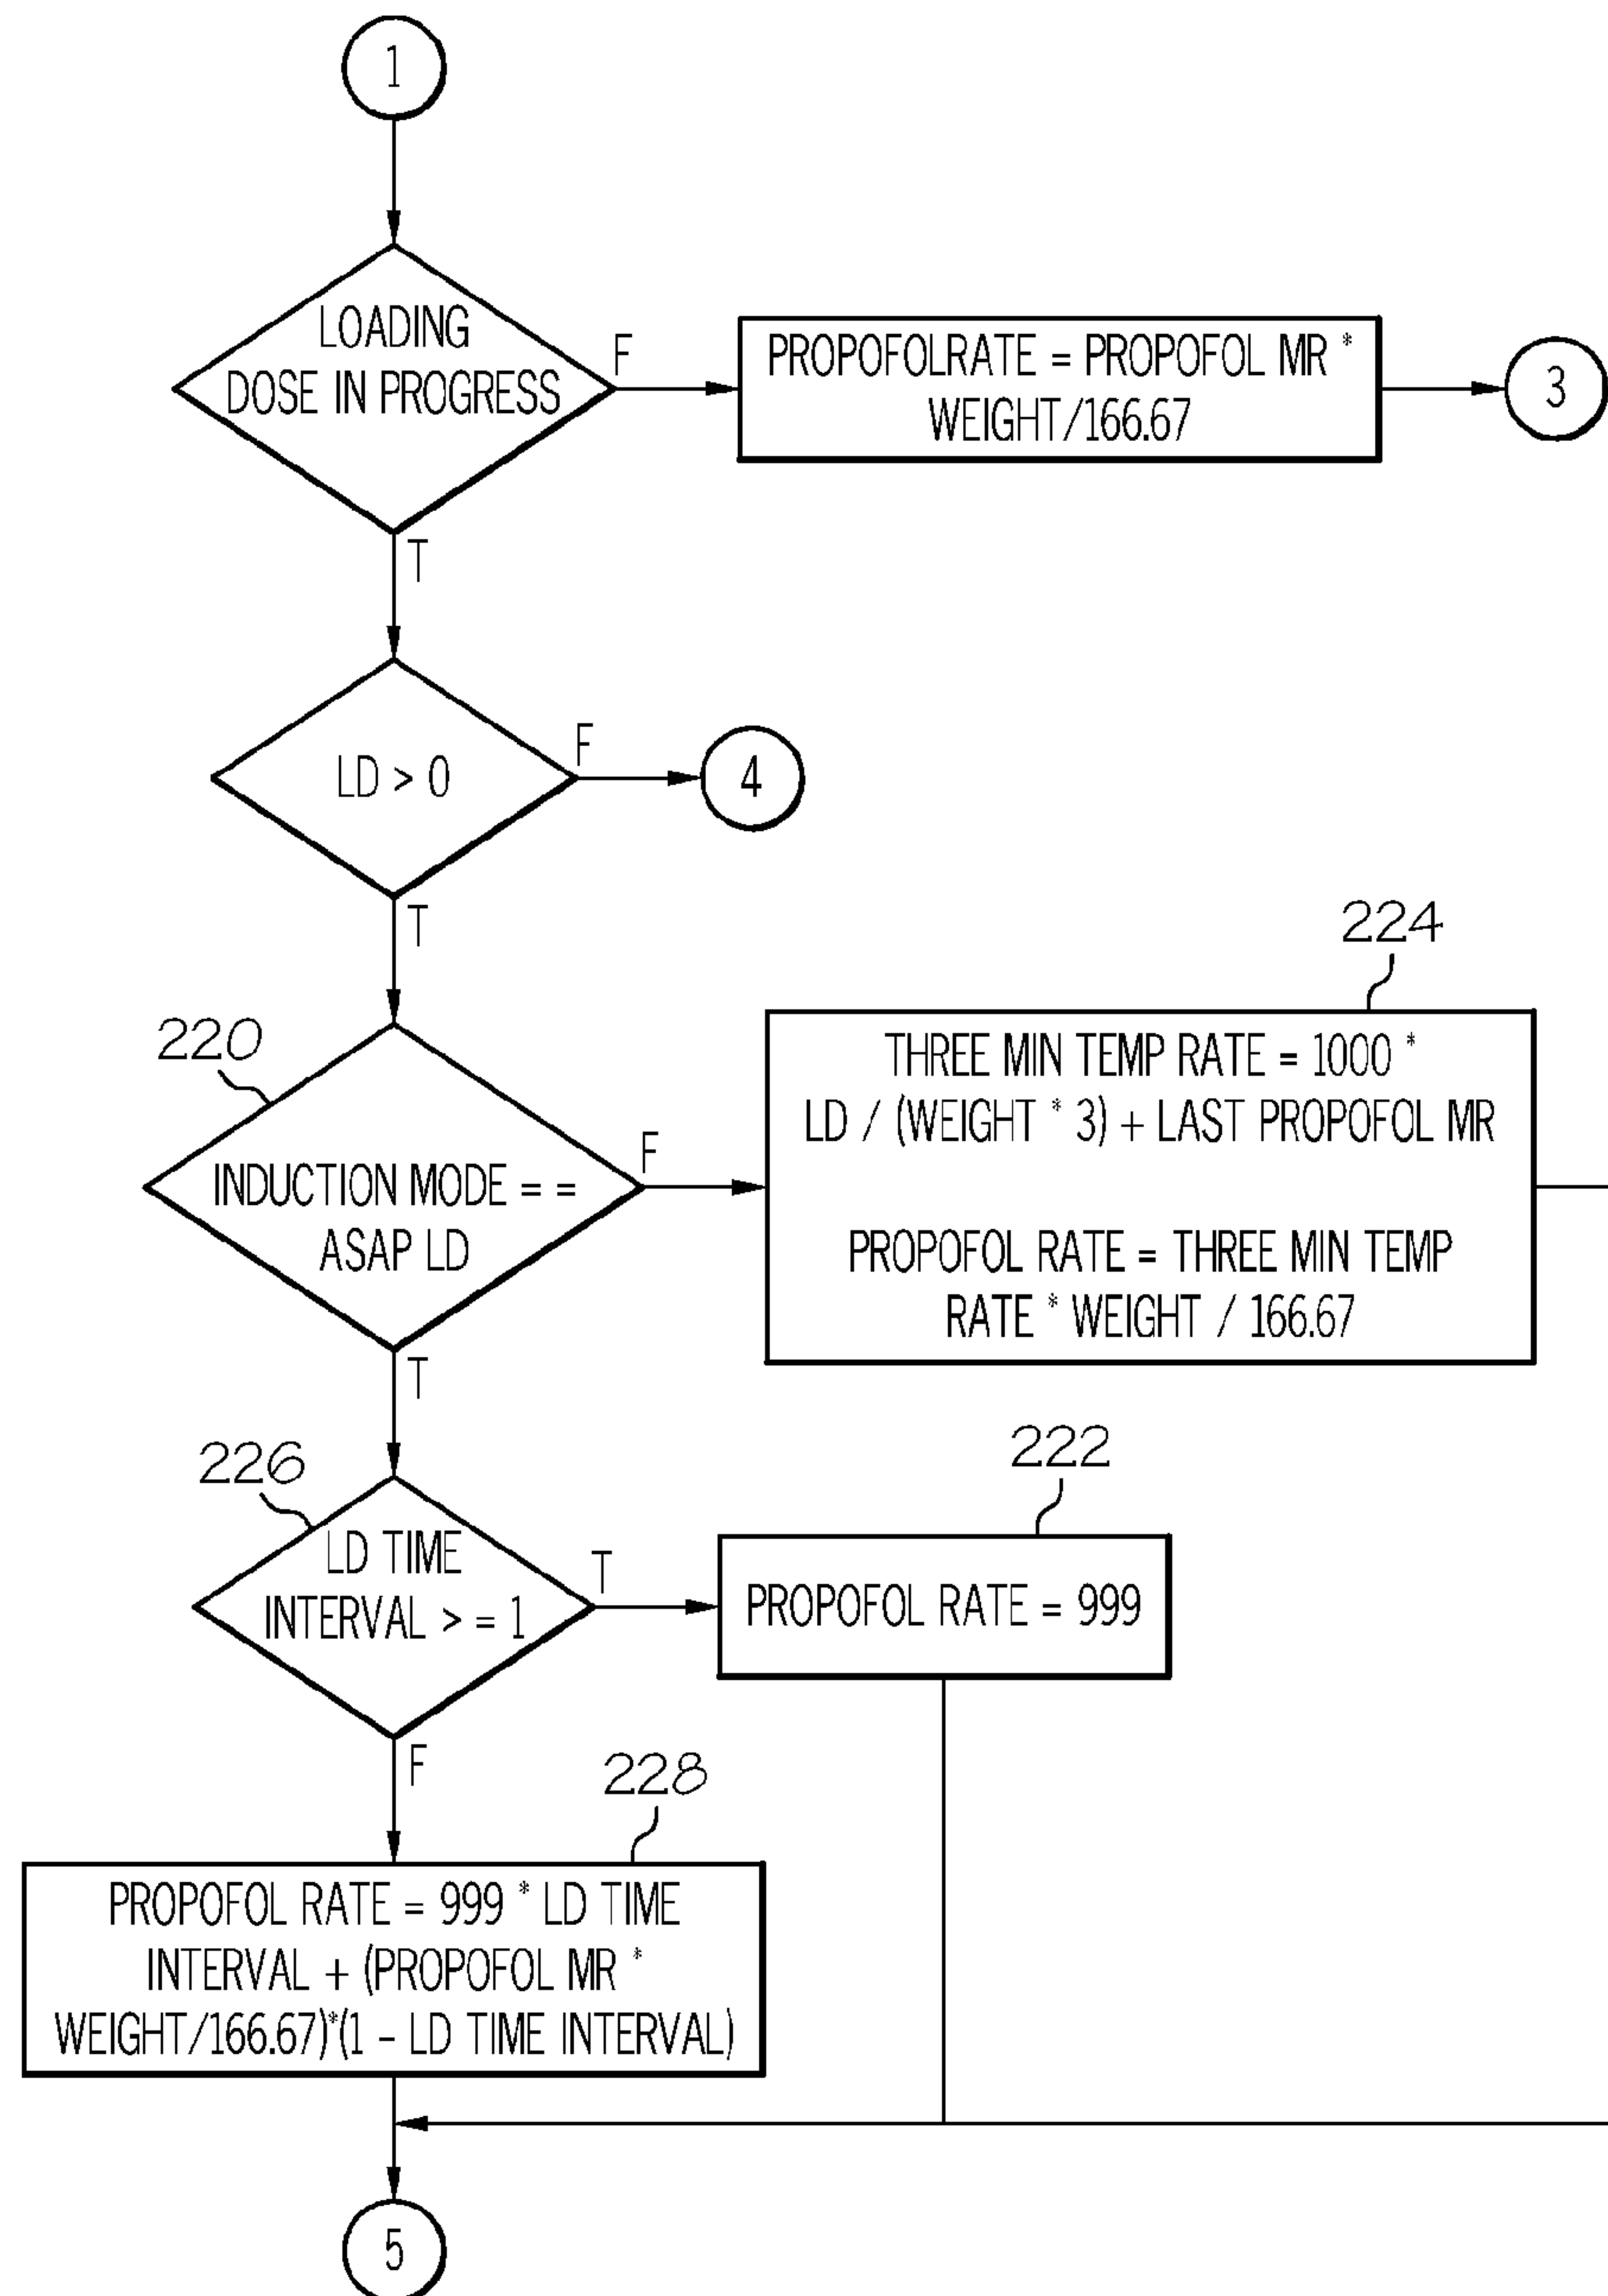 1
LOADING
DOSE IN PROGRESS
F
PROPOFOLRATE = PROPOFOL MR *
WEIGHT/166.67
3
T
LD > 0
F
4
T
220
INDUCTION MODE = =
ASAP LD
F
224
THREE MIN TEMP RATE = 1000 *
LD / (WEIGHT * 3) + LAST PROPOFOL MR
PROPOFOL RATE = THREE MIN TEMP
RATE * WEIGHT / 166.67
T
226
LD TIME
INTERVAL > = 1
T
222
PROPOFOL RATE = 999
F
228
PROPOFOL RATE = 999 * LD TIME
INTERVAL + (PROPOFOL MR *
WEIGHT/166.67)*(1 – LD TIME INTERVAL)
5